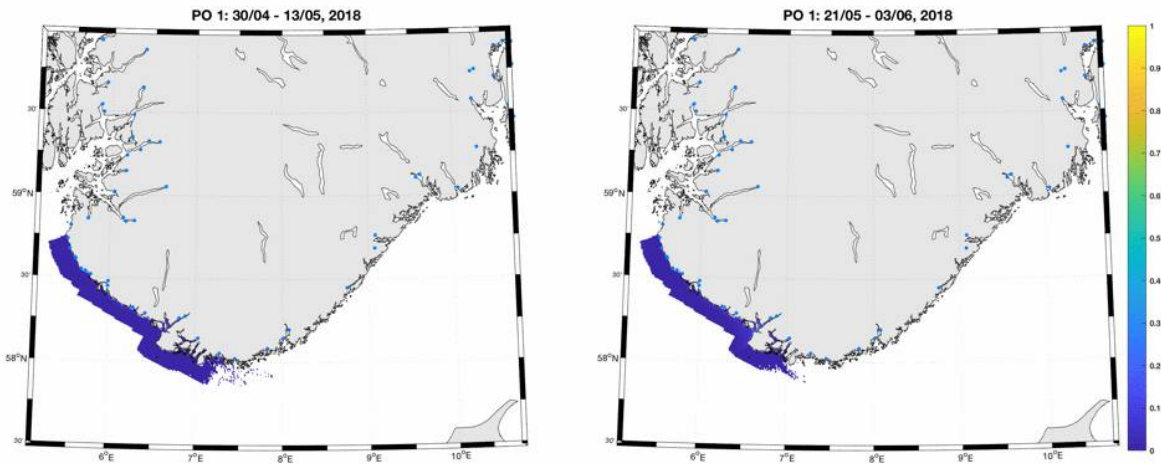 PO 1: 30/04 - 13/05, 2018
30'
59°N
30'
58°N
30'
6°E
7°E
8°E
9°E
10°E
PO 1: 21/05 - 03/06, 2018
30'
59°N
30'
58°N
30'
6°E
7°E
8°E
9°E
10°E
1
0.9
0.8
0.7
0.6
0.5
0.4
0.3
0.2
0.1
0